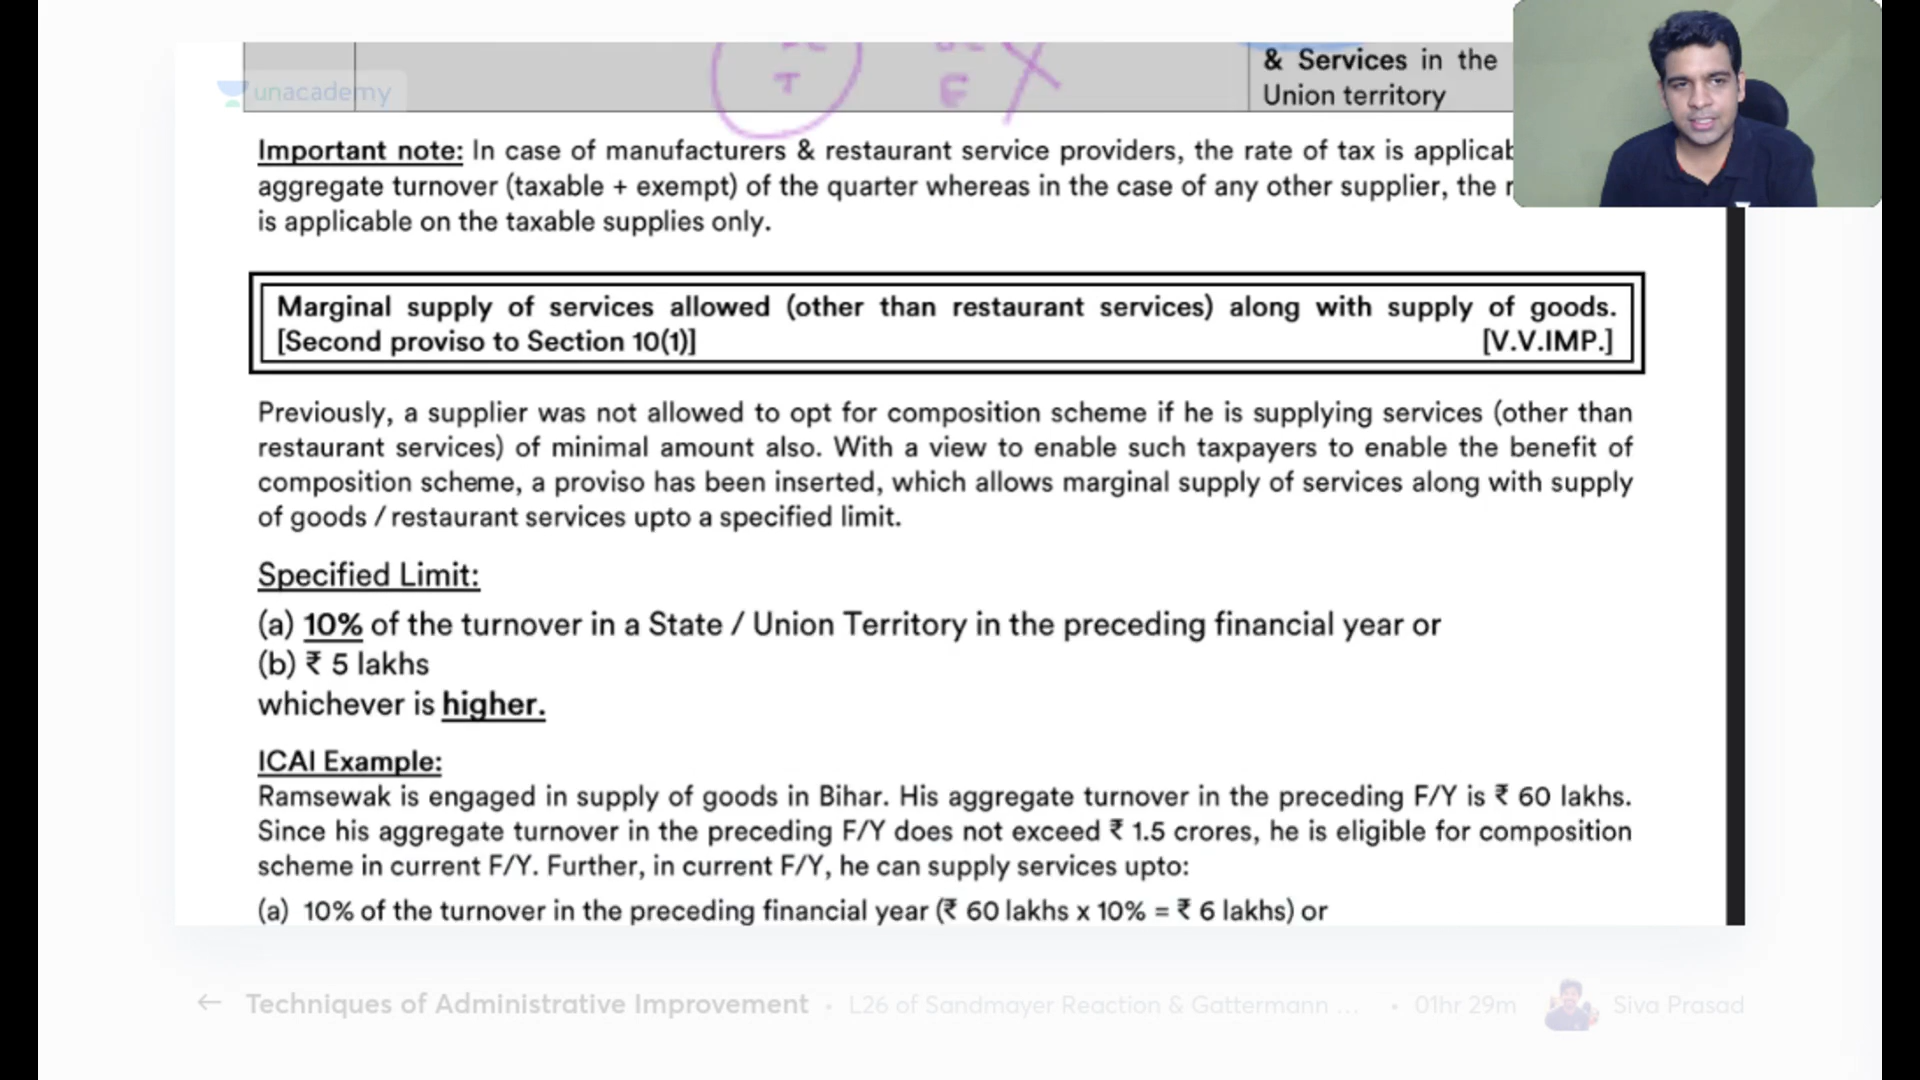 & Services in the
Union territory
T
F
unacademy
Important note: In case of manufacturers & restaurant service providers, the rate of tax is
aggregate turnover (taxable + exempt) of the quarter whereas in the case of any other supplier, the
is applicable on the taxable supplies only.
Marginal supply of services allowed (other than restaurant services) along with supply of goods.
[Second proviso to Section 10(1)] [V.V.IMP.]
Previously, a supplier was not allowed to opt for composition scheme if he is supplying services (other than
restaurant services) of minimal amount also. With a view to enable such taxpayers to enable the benefit of
composition scheme, a proviso has been inserted, which allows marginal supply of services along with supply
of goods / restaurant services upto a specified limit.
Specified Limit:
(a) 10% of the turnover in a State / Union Territory in the preceding financial year or
(b) ₹ 5 lakhs
whichever is higher.
ICAI Example:
Ramsewak is engaged in supply of goods in Bihar. His aggregate turnover in the preceding F/Y is ₹ 60 lakhs.
Since his aggregate turnover in the preceding F/Y does not exceed ₹ 1.5 crores, he is eligible for composition
scheme in current F/Y. Further, in current F/Y, he can supply services upto:
(a) 10% of the turnover in the preceding financial year (₹ 60 lakhs x 10% = ₹ 6 lakhs) or
← Techniques of Administrative Improvement • L26 of Sandmayer Reaction & Gattermann ... • 01hr 29m Siva Prasad